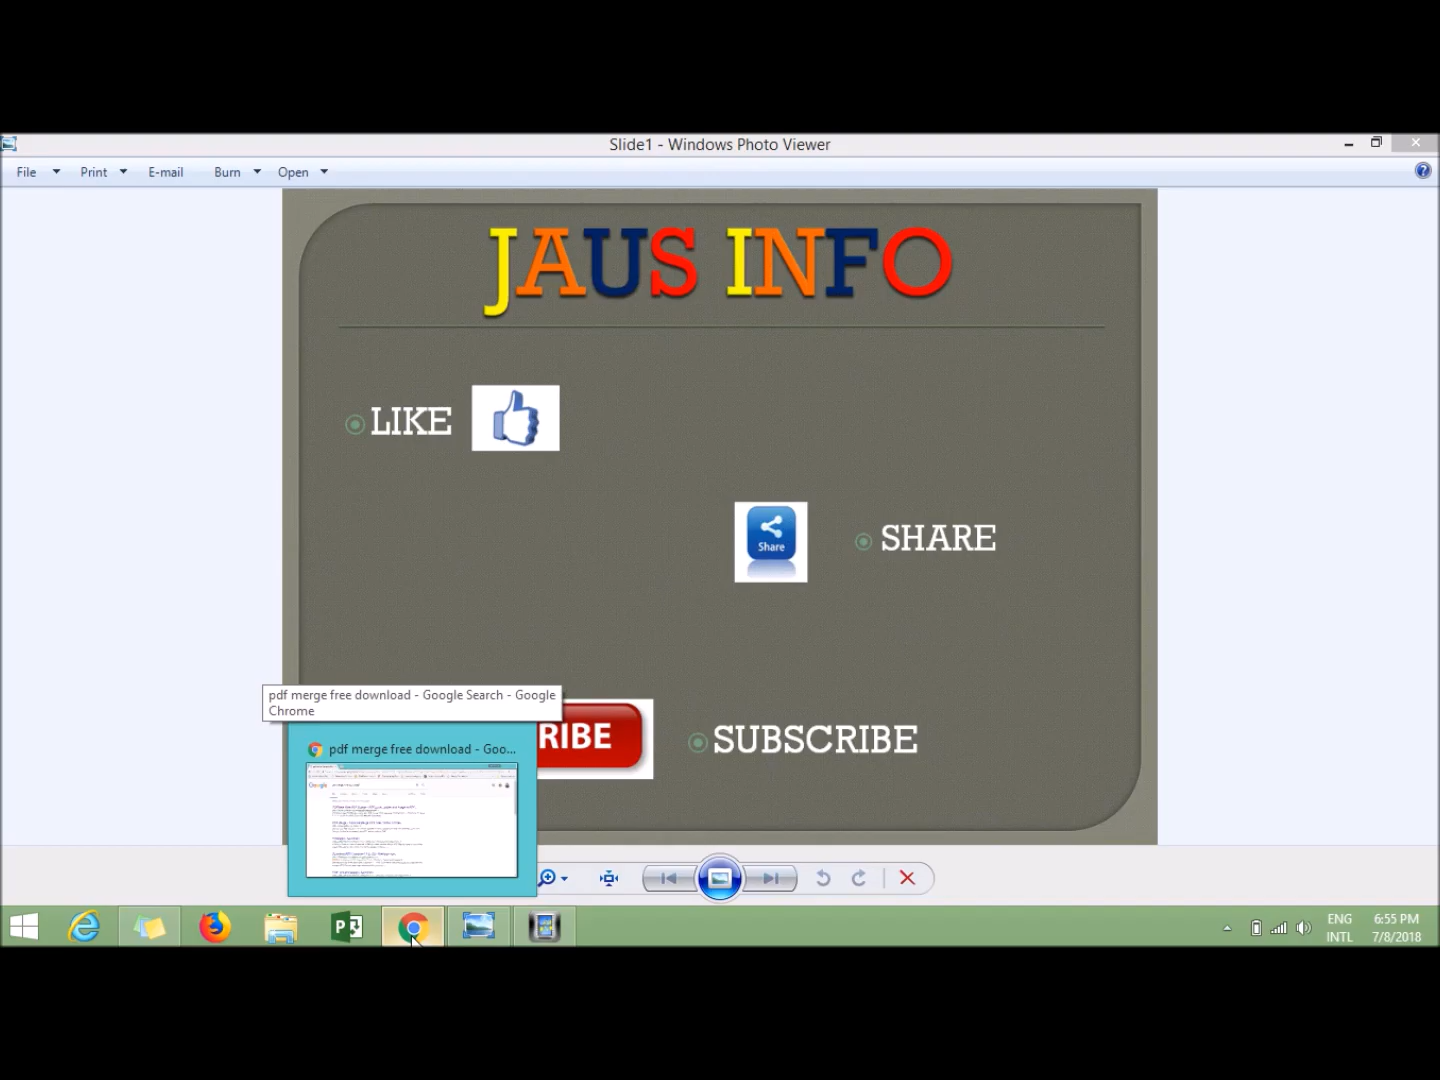 Slide1 - Windows Photo Viewer
File Print E-mail Burn Open
JAUS INFO
LIKE
Share
SHARE
pdf merge free download - Google Search - Google
Chrome
RIBE
SUBSCRIBE
pdf merge free download - Goo...
Google
P
ENG 6:55 PM
INTL 7/8/2018